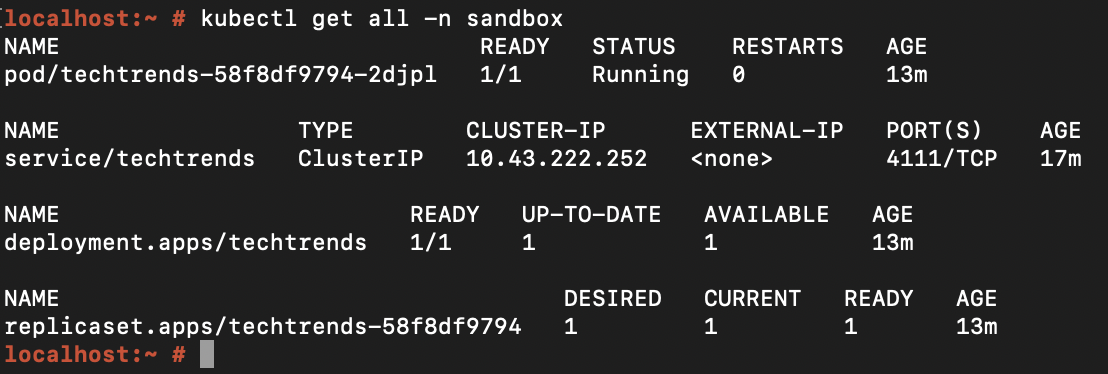 localhost:~ # kubectl get all -n sandbox
NAME                              READY   STATUS    RESTARTS   AGE
pod/techtrends-58f8df9794-2djpl   1/1     Running   0          13m

NAME                 TYPE        CLUSTER-IP      EXTERNAL-IP   PORT(S)    AGE
service/techtrends   ClusterIP   10.43.222.252   <none>        4111/TCP   17m

NAME                         READY   UP-TO-DATE   AVAILABLE   AGE
deployment.apps/techtrends   1/1     1            1           13m

NAME                                    DESIRED   CURRENT   READY   AGE
replicaset.apps/techtrends-58f8df9794   1         1         1       13m
localhost:~ #